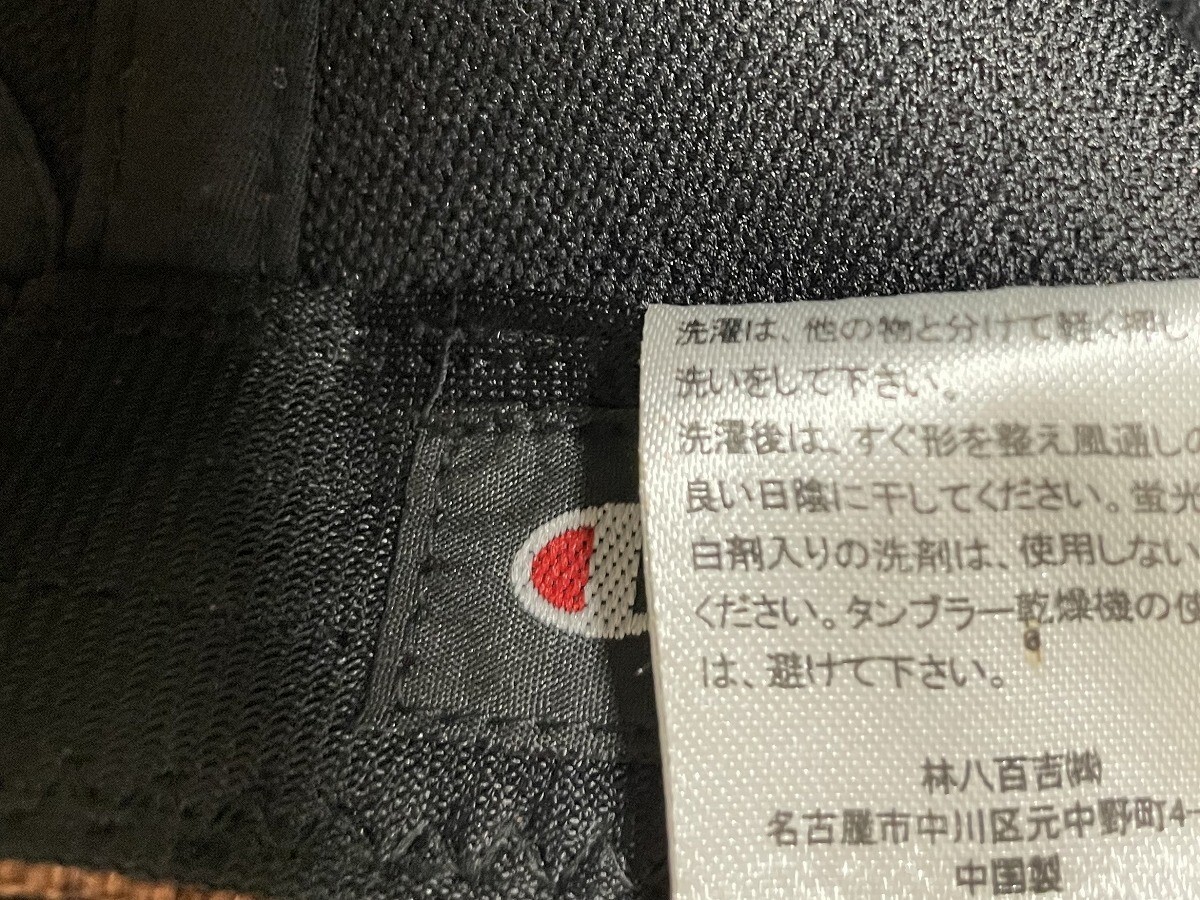 洗濯は、他の物と分けて軽く押し
洗いをして下さい。
洗濯後は、すぐ形を整え風通しの
良い日陰に干してください。蛍光
白剤入りの洗剤は、使用しない
ください。タンブラー乾燥機の使
は、避けて下さい。
林八百吉㈱
名古屋市中川区元中野町4-
中国製